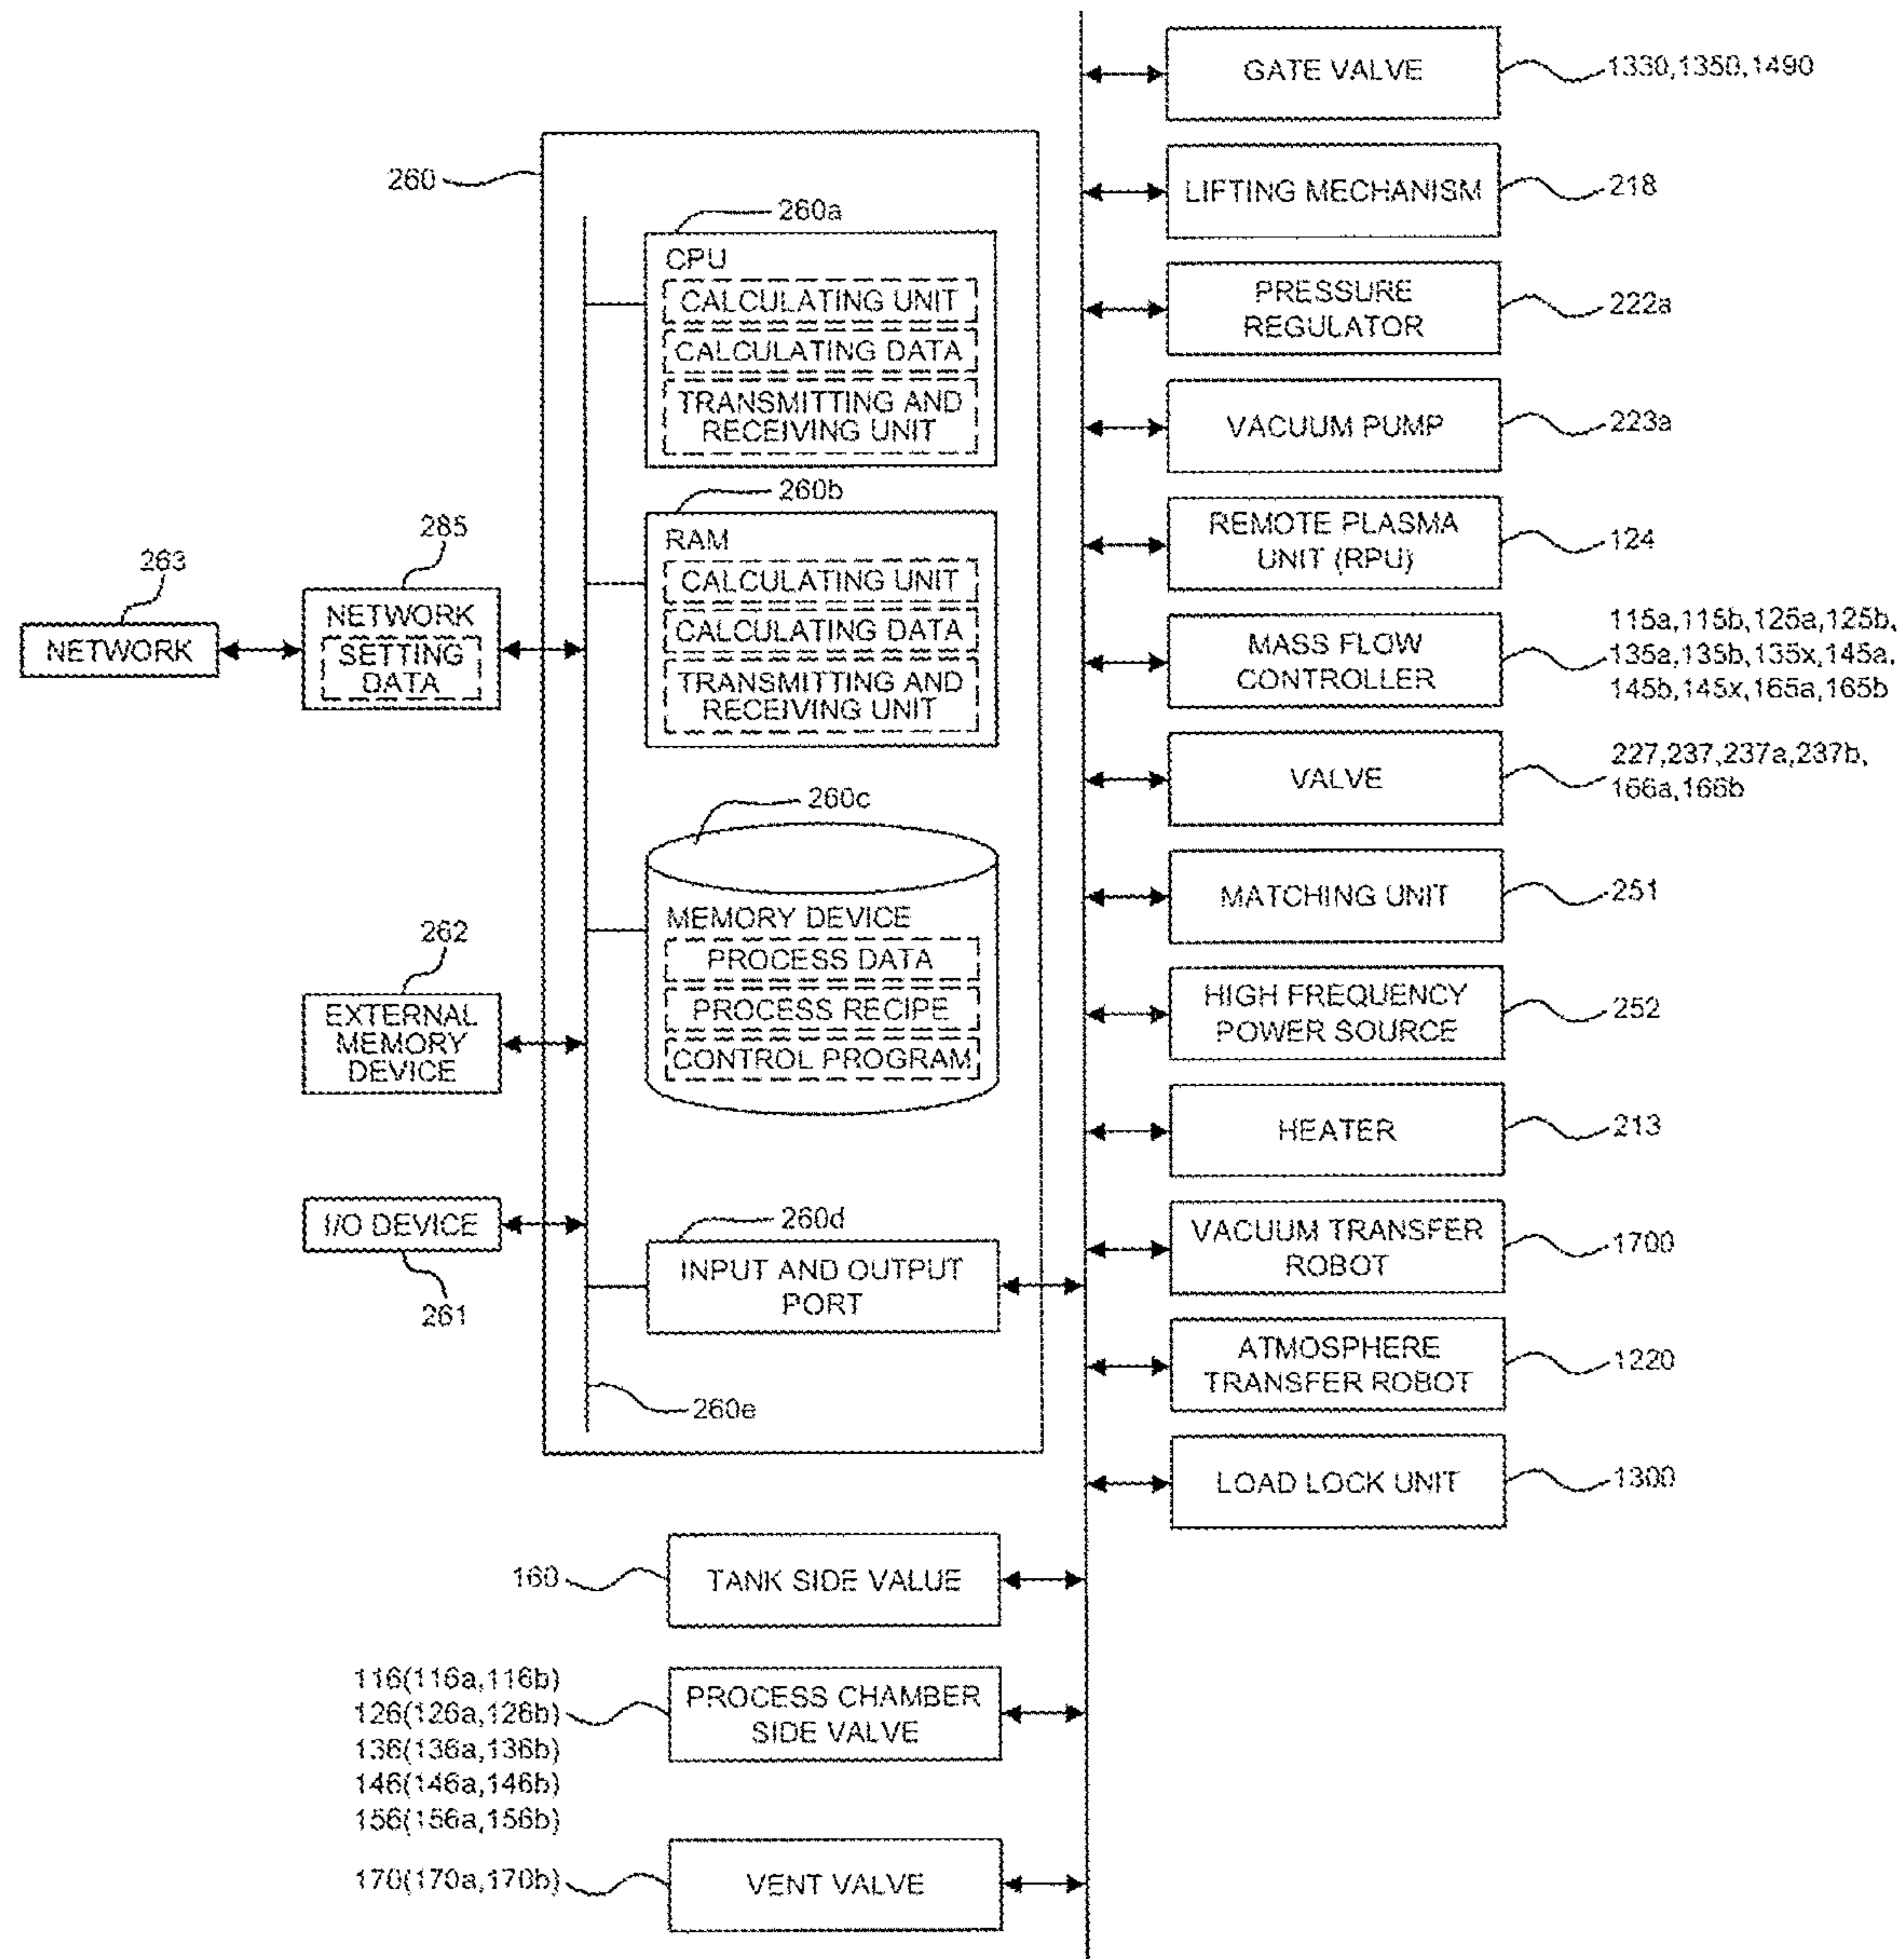 GATE VALVE
1330,1350,1490
260
LIFTING MECHANISM
218
260a
CPU
CALCULATING UNIT
CALCULATING DATA
TRANSMITTING AND
RECEIVING UNIT
PRESSURE
REGULATOR
222a
VACUUM PUMP
223a
260b
RAM
CALCULATING UNIT
CALCULATING DATA
TRANSMITTING AND
RECEIVING UNIT
REMOTE PLASMA
UNIT (RPU)
124
263
NETWORK
285
NETWORK
SETTING
DATA
MASS FLOW
CONTROLLER
115a,115b,125a,125b,
135a,135b,135x,145a,
145b,145x,165a,165b
VALVE
227,237,237a,237b,
166a,166b
260c
MEMORY DEVICE
PROCESS DATA
PROCESS RECIPE
CONTROL PROGRAM
MATCHING UNIT
251
262
EXTERNAL
MEMORY
DEVICE
HIGH FREQUENCY
POWER SOURCE
252
HEATER
213
I/O DEVICE
261
260d
INPUT AND OUTPUT
PORT
VACUUM TRANSFER
ROBOT
1700
ATMOSPHERE
TRANSFER ROBOT
1220
260e
LOAD LOCK UNIT
1300
160
TANK SIDE VALUE
116(116a,116b)
126(126a,126b)
136(136a,136b)
146(146a,146b)
156(156a,156b)
PROCESS CHAMBER
SIDE VALVE
170(170a,170b)
VENT VALVE